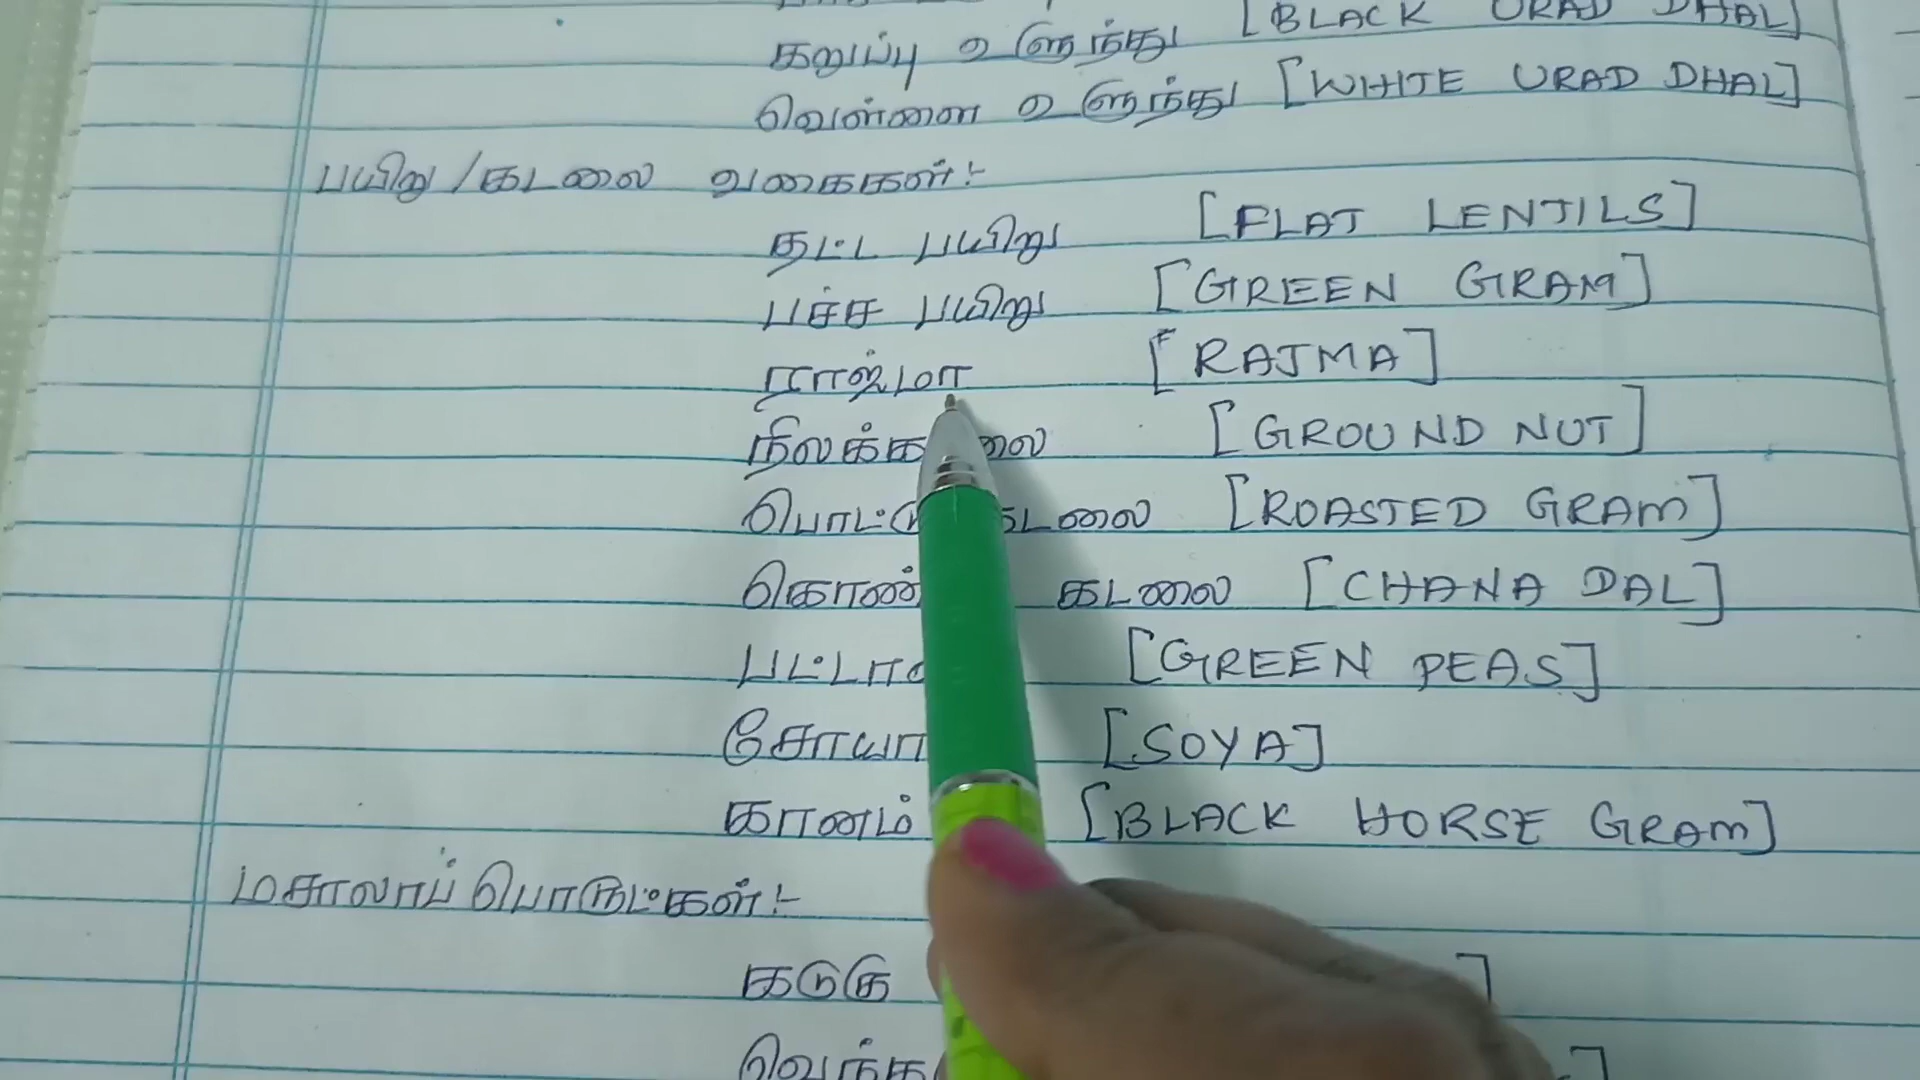 கறுப்பு உளுந்து [BLACK URAD DHAL]
வெள்ளை உளுந்து [WHITE URAD DHAL]
பயிறு/கடலை வகைகள்:-
தட்ட பயிறு [FLAT LENTILS]
பச்ச பயிறு [GREEN GRAM]
ராஜ்மா [RAJMA]
[GROUND NUT]
[ROASTED GRAM]
கடலை [CHANA DAL]
[GREEN PEAS]
சோயா [SOYA]
கானம் [BLACK HORSE GRAM]
மசாலாப் பொருட்கள்:-
கடுகு ]
]